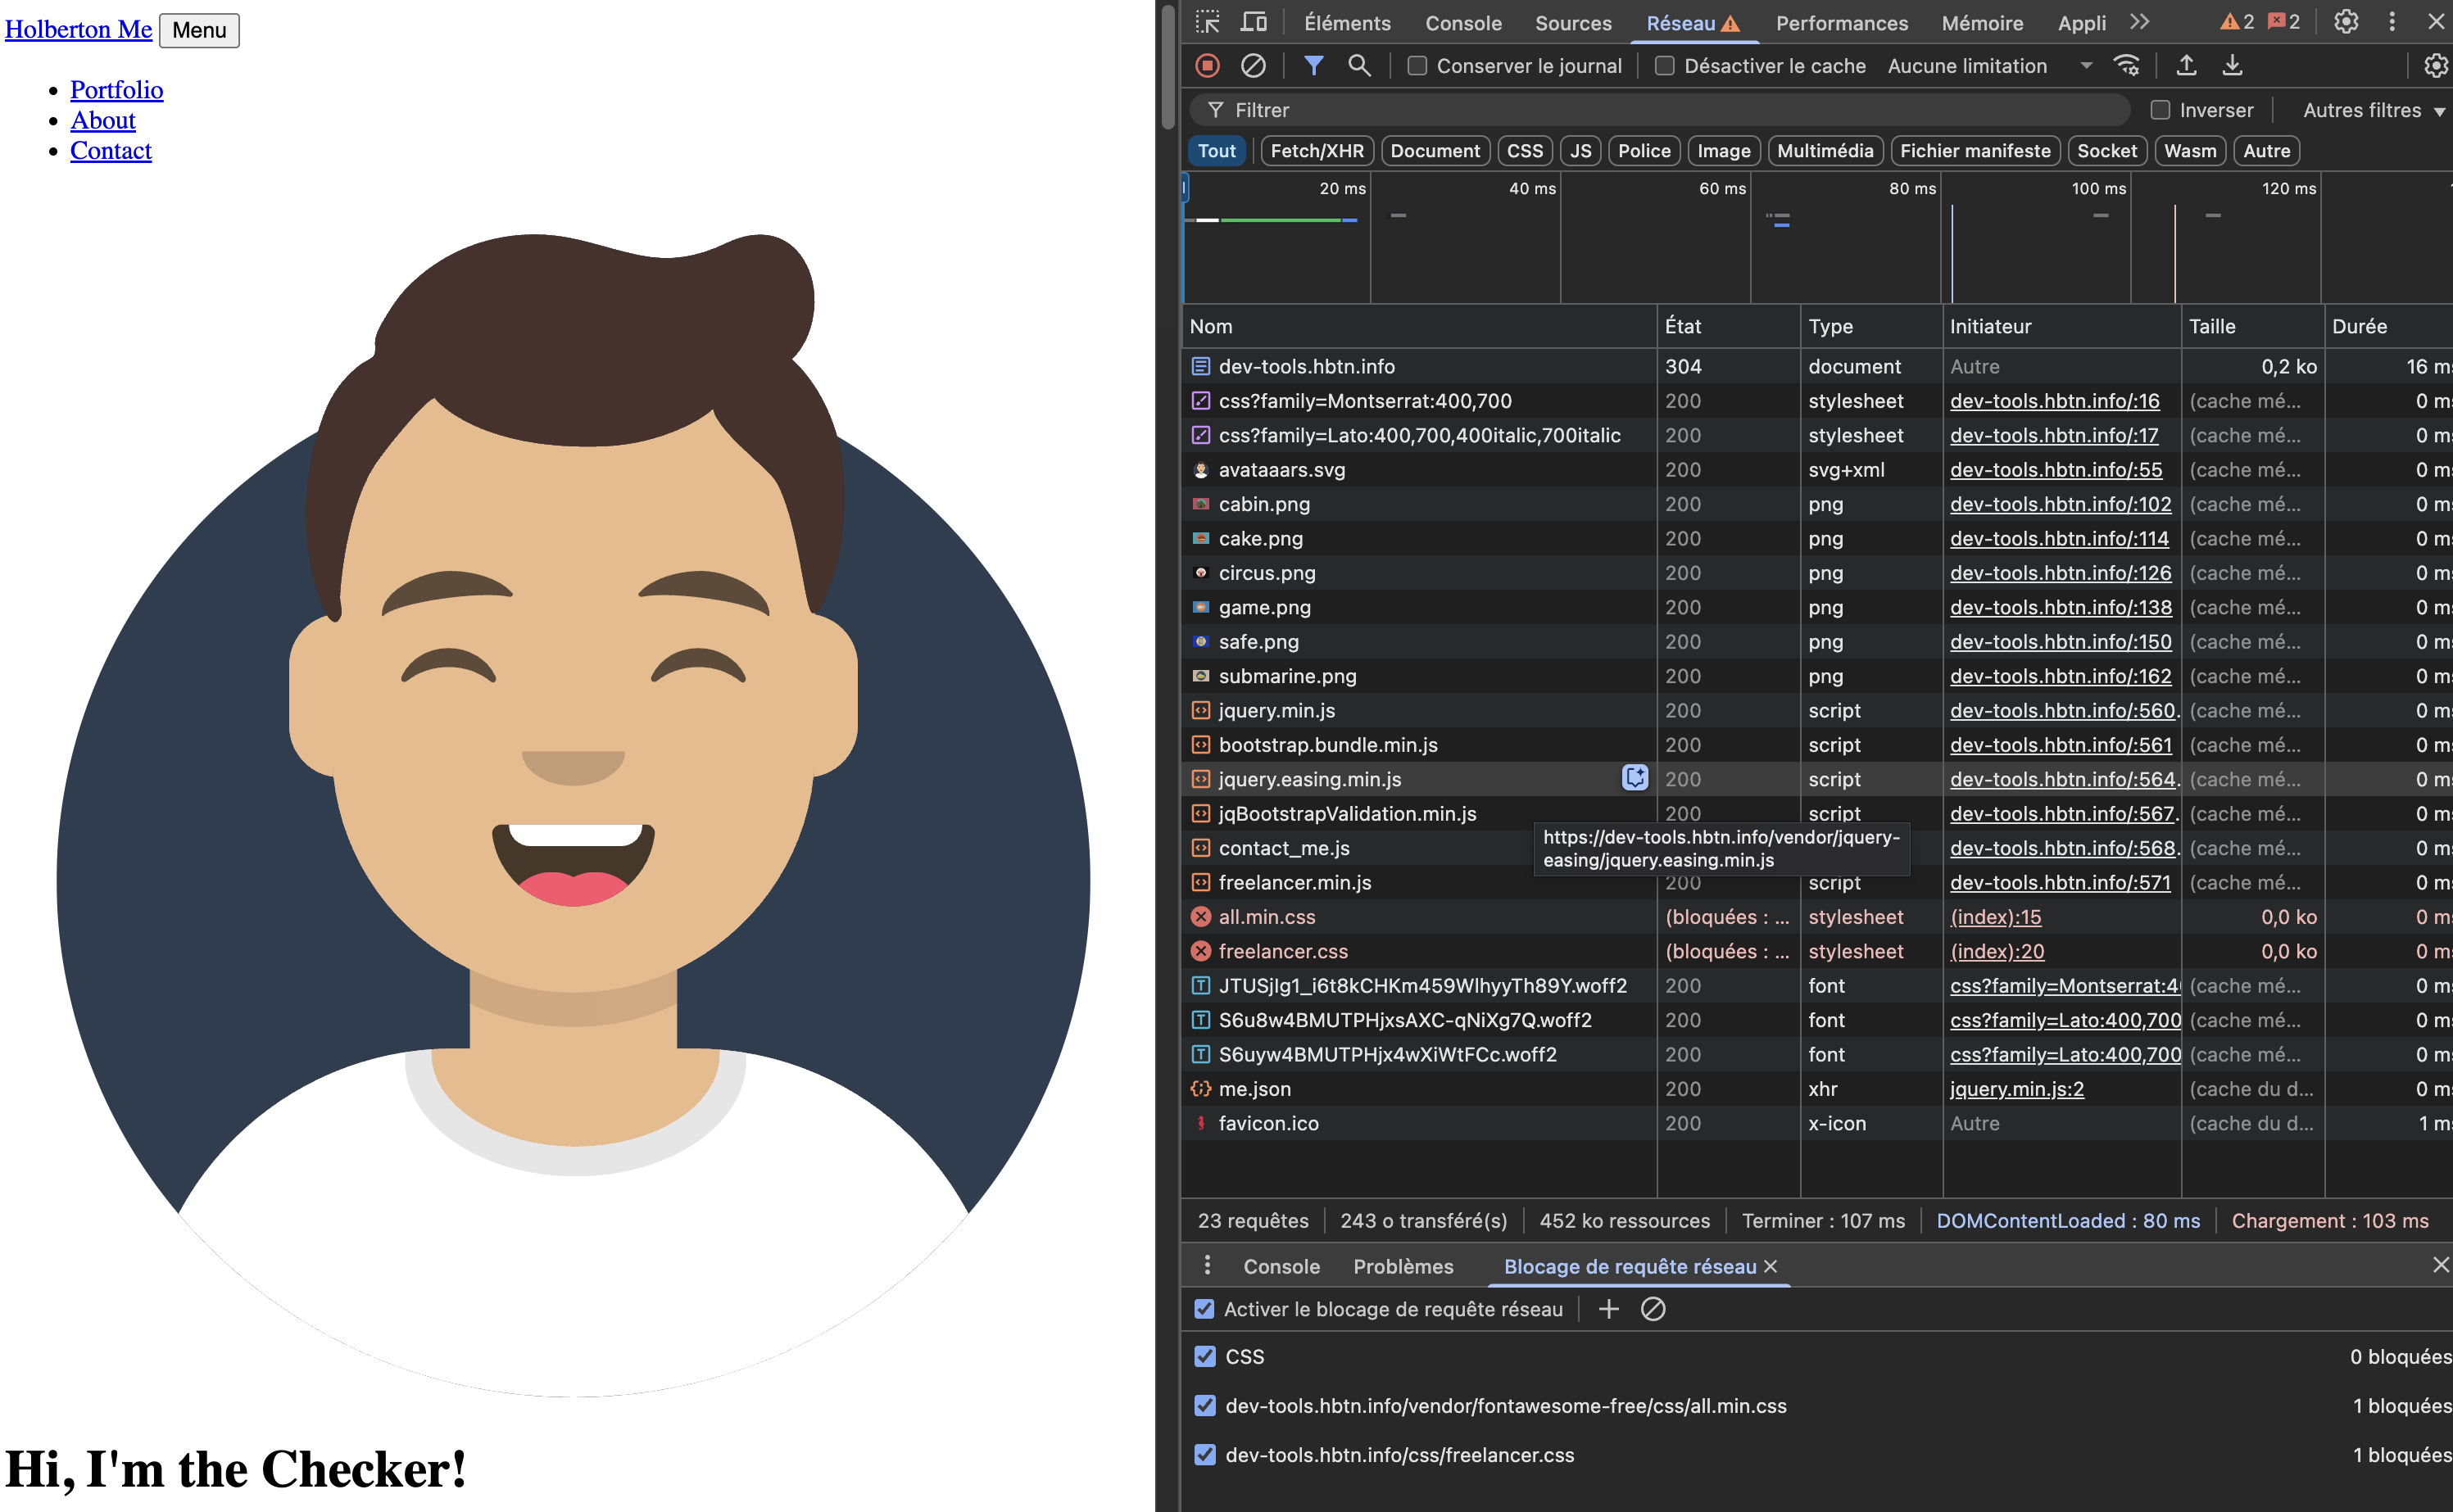 Holberton Me Menu
Portfolio
About
Contact
Hi, I'm the Checker!
Éléments Console Sources Réseau Performances Mémoire Appli 2 2
Conserver le journal Désactiver le cache Aucune limitation
Filtrer Inverser Autres filtres
Tout Fetch/XHR Document CSS JS Police Image Multimédia Fichier manifeste Socket Wasm Autre
20 ms 40 ms 60 ms 80 ms 100 ms 120 ms
Nom État Type Initiateur Taille Durée
dev-tools.hbtn.info 304 document Autre 0,2 ko 16 ms
css?family=Montserrat:400,700 200 stylesheet dev-tools.hbtn.info/:16 (cache mé... 0 ms
css?family=Lato:400,700,400italic,700italic 200 stylesheet dev-tools.hbtn.info/:17 (cache mé... 0 ms
avataaars.svg 200 svg+xml dev-tools.hbtn.info/:55 (cache mé... 0 ms
cabin.png 200 png dev-tools.hbtn.info/:102 (cache mé... 0 ms
cake.png 200 png dev-tools.hbtn.info/:114 (cache mé... 0 ms
circus.png 200 png dev-tools.hbtn.info/:126 (cache mé... 0 ms
game.png 200 png dev-tools.hbtn.info/:138 (cache mé... 0 ms
safe.png 200 png dev-tools.hbtn.info/:150 (cache mé... 0 ms
submarine.png 200 png dev-tools.hbtn.info/:162 (cache mé... 0 ms
jquery.min.js 200 script dev-tools.hbtn.info/:560. (cache mé... 0 ms
bootstrap.bundle.min.js 200 script dev-tools.hbtn.info/:561 (cache mé... 0 ms
jquery.easing.min.js 200 script dev-tools.hbtn.info/:564. (cache mé... 0 ms
jqBootstrapValidation.min.js 200 script dev-tools.hbtn.info/:567. (cache mé... 0 ms
https://dev-tools.hbtn.info/vendor/jquery-
easing/jquery.easing.min.js
contact_me.js dev-tools.hbtn.info/:568. (cache mé... 0 ms
freelancer.min.js 200 script dev-tools.hbtn.info/:571 (cache mé... 0 ms
all.min.css (bloquées : ... stylesheet (index):15 0,0 ko 0 ms
freelancer.css (bloquées : ... stylesheet (index):20 0,0 ko 0 ms
JTUSjIg1_i6t8kCHKm459WlhyyTh89Y.woff2 200 font css?family=Montserrat:4 (cache mé... 0 ms
S6u8w4BMUTPHjxsAXC-qNiXg7Q.woff2 200 font css?family=Lato:400,700 (cache mé... 0 ms
S6uyw4BMUTPHjx4wXiWtFCc.woff2 200 font css?family=Lato:400,700 (cache mé... 0 ms
me.json 200 xhr jquery.min.js:2 (cache du d... 0 ms
favicon.ico 200 x-icon Autre (cache du d... 1 ms
23 requêtes 243 o transféré(s) 452 ko ressources Terminer : 107 ms DOMContentLoaded : 80 ms Chargement : 103 ms
Console Problèmes Blocage de requête réseau
Activer le blocage de requête réseau
CSS 0 bloquées
dev-tools.hbtn.info/vendor/fontawesome-free/css/all.min.css 1 bloquées
dev-tools.hbtn.info/css/freelancer.css 1 bloquées